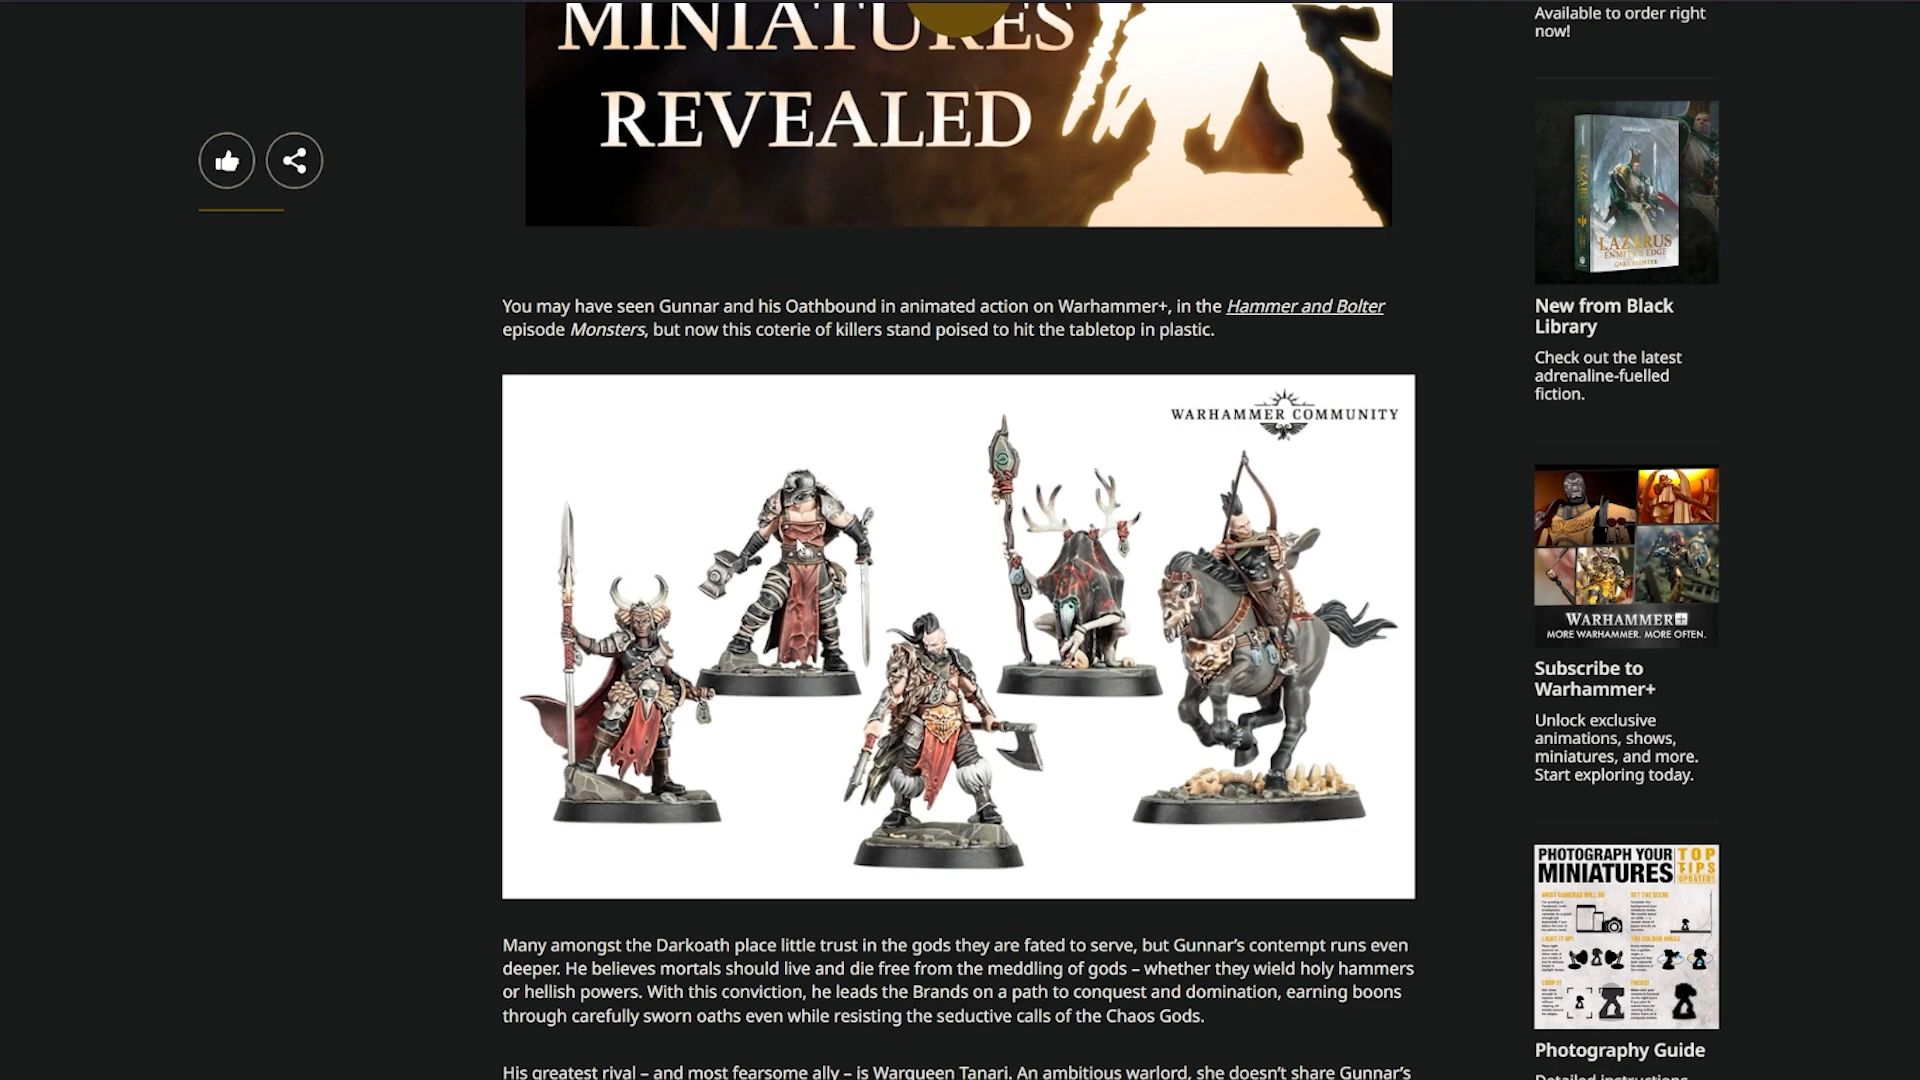 MINIATURES
REVEALED
You may have seen Gunnar and his Oathbound in animated action on Warhammer+, in the Hammer and Bolter
episode Monsters, but now this coterie of killers stand poised to hit the tabletop in plastic.
WARHAMMER COMMUNITY
Many amongst the Darkoath place little trust in the gods they are fated to serve, but Gunnar’s contempt runs even
deeper. He believes mortals should live and die free from the meddling of gods – whether they wield holy hammers
or hellish powers. With this conviction, he leads the Brands on a path to conquest and domination, earning boons
through carefully sworn oaths even while resisting the seductive calls of the Chaos Gods.
His greatest rival – and most fearsome ally – is Warqueen Tanari. An ambitious warlord, she doesn’t share Gunnar’s
Available to order right
now!
LAZARUS
ENMITY'S EDGE
New from Black
Library
Check out the latest
adrenaline-fuelled
fiction.
WARHAMMER+
MORE WARHAMMER. MORE OFTEN.
Subscribe to
Warhammer+
Unlock exclusive
animations, shows,
miniatures, and more.
Start exploring today.
PHOTOGRAPH YOUR
MINIATURES
TOP
TIPS
UPDATED!
Photography Guide
Detailed instructions